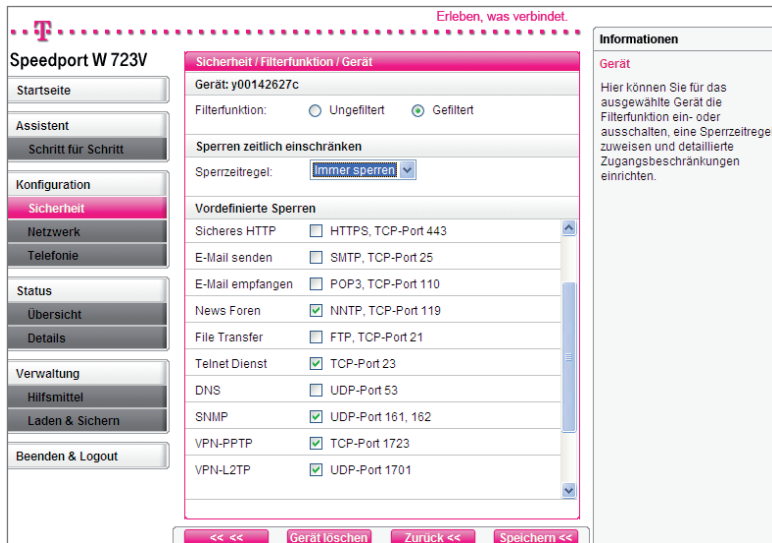 Erleben, was verbindet.
T
Speedport W 723V
Startseite
Assistent
Schritt für Schritt
Konfiguration
Sicherheit
Netzwerk
Telefonie
Status
Übersicht
Details
Verwaltung
Hilfsmittel
Laden & Sichern
Beenden & Logout
Sicherheit / Filterfunktion / Gerät
Gerät: y00142627c
Filterfunktion: Ungefiltert Gefiltert
Sperren zeitlich einschränken
Sperrzeitregel: Immer sperren
Vordefinierte Sperren
Sicheres HTTP HTTPS, TCP-Port 443
E-Mail senden SMTP, TCP-Port 25
E-Mail empfangen POP3, TCP-Port 110
News Foren NNTP, TCP-Port 119
File Transfer FTP, TCP-Port 21
Telnet Dienst TCP-Port 23
DNS UDP-Port 53
SNMP UDP-Port 161, 162
VPN-PPTP TCP-Port 1723
VPN-L2TP UDP-Port 1701
<< << Gerät löschen Zurück << Speichern <<
Informationen
Gerät
Hier können Sie für das
ausgewählte Gerät die
Filterfunktion ein- oder
ausschalten, eine Sperrzeitregel
zuweisen und detaillierte
Zugangsbeschränkungen
einrichten.